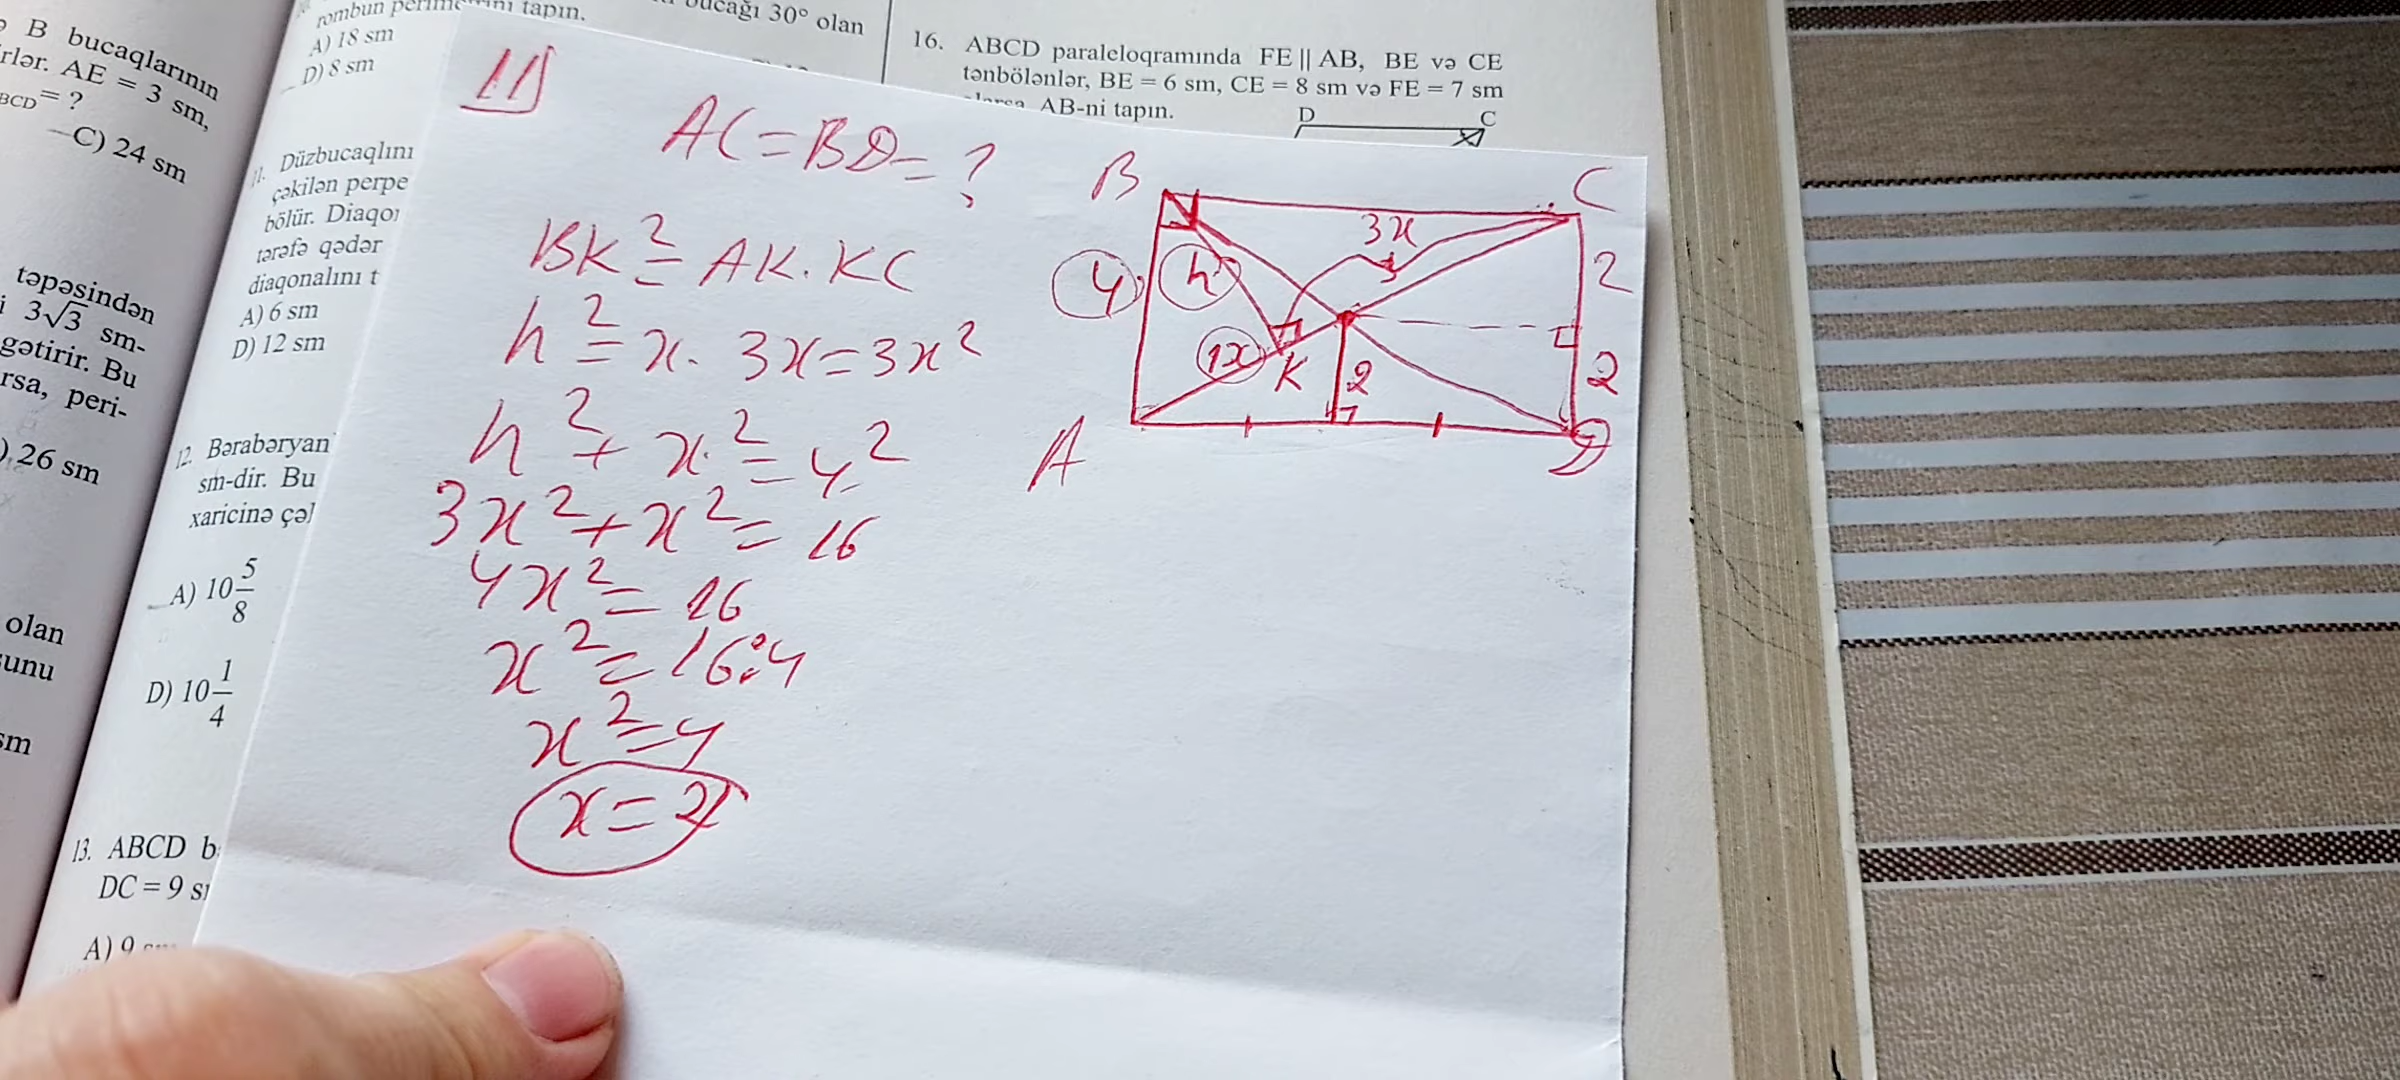 B bucaqlarının
rlər. AE = 3 sm,
BCD = ?
C) 24 sm
təpəsindən
3√3 sm-
gətirir. Bu
rsa, peri-
) 26 sm
olan
sunu
sm
rombun
tapın.
A) 18 sm
D) 8 sm
bucağı 30° olan
11. Düzbucaqlını
çəkilən perpe
bölür. Diaqo
tərəfə qədər
diaqonalını t
A) 6 sm
D) 12 sm
12. Bərabəryan
sm-dir. Bu
xaricinə çəl
A) 10 5/8
D) 10 1/4
13. ABCD b
DC = 9 s
A) 9
16. ABCD paraleloqramında FE || AB, BE və CE
tənbölənlər, BE = 6 sm, CE = 8 sm və FE = 7 sm
AB-ni tapın.
D C
11
AC = BD = ?
BK² = AK · KC
h² = x · 3x = 3x²
h² + x² = 4²
3x² + x² = 16
4x² = 16
x² = 16:4
x² = 4
x = 2
B C
3x
4 h 2
1x K 2 2
A D